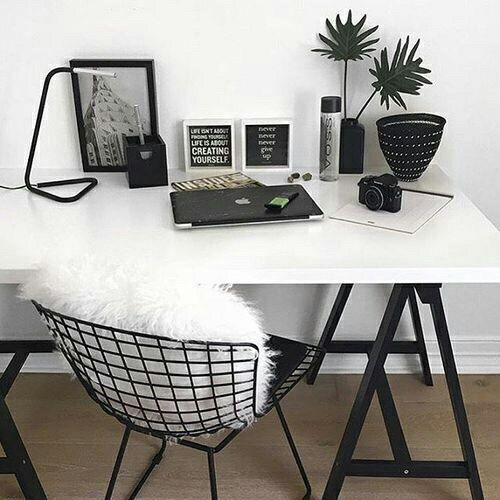 LIFE ISN'T ABOUT
FINDING YOURSELF.
LIFE IS ABOUT
CREATING
YOURSELF.
never
never
never
give
up
VOSS